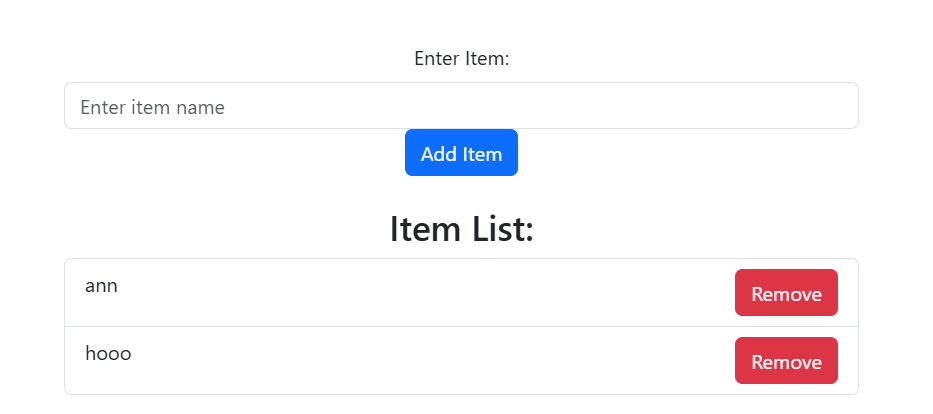 Enter Item:
Enter item name
Add Item
Item List:
ann
Remove
hooo
Remove